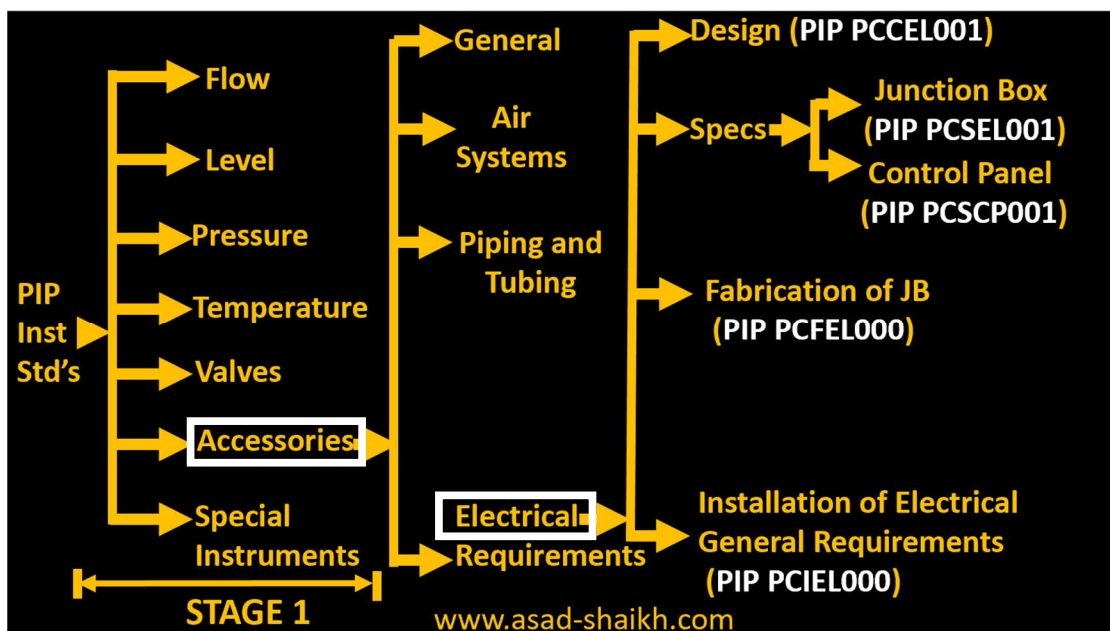 PIP
Inst
Std's
Flow
Level
Pressure
Temperature
Valves
Accessories
Special
Instruments
STAGE 1
General
Air
Systems
Piping and
Tubing
Electrical
Requirements
Design (PIP PCCEL001)
Specs
Junction Box
(PIP PCSEL001)
Control Panel
(PIP PCSCP001)
Fabrication of JB
(PIP PCFEL000)
Installation of Electrical
General Requirements
(PIP PCIEL000)
www.asad-shaikh.com